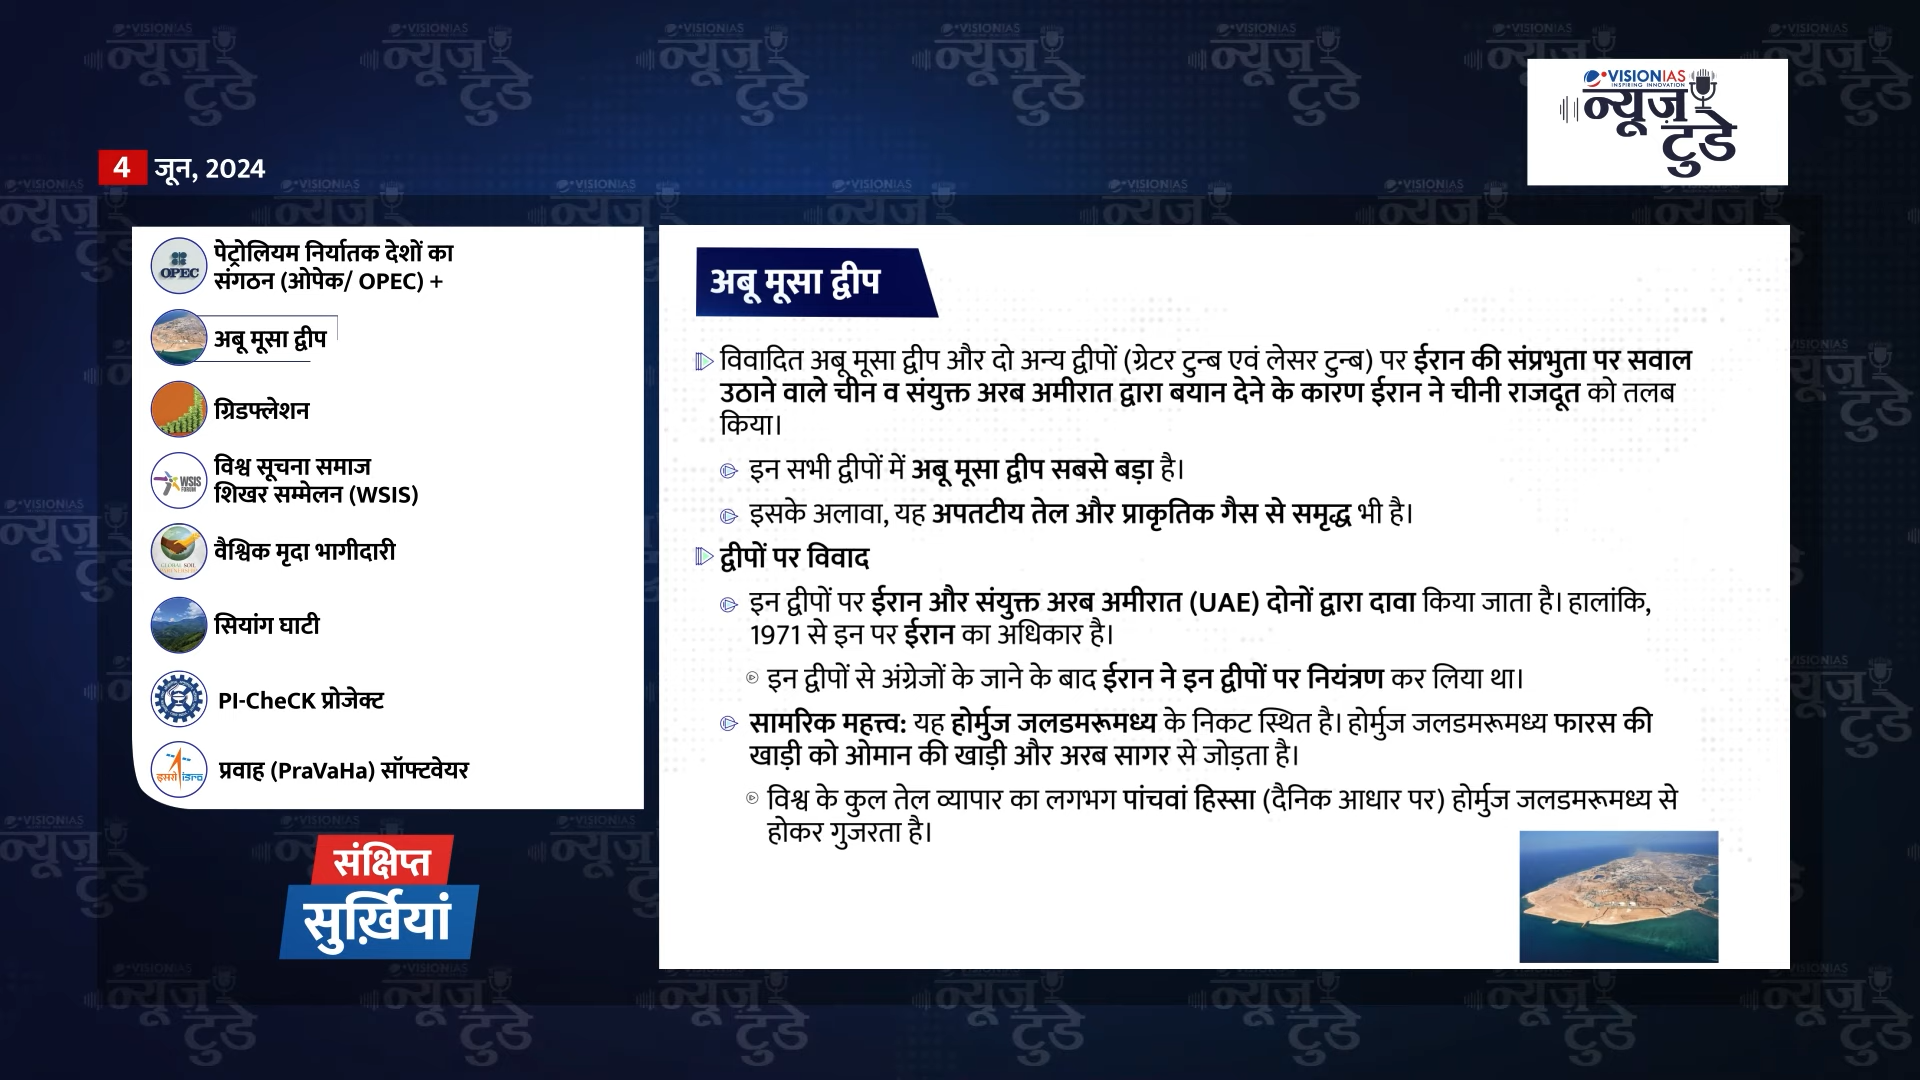 VISIONIAS
INSPIRING INNOVATION
न्यूज़
टुडे
4 जून, 2024
पेट्रोलियम निर्यातक देशों का
संगठन (ओपेक/ OPEC) +
अबू मूसा द्वीप
ग्रिडफ्लेशन
विश्व सूचना समाज
शिखर सम्मेलन (WSIS)
वैश्विक मृदा भागीदारी
सियांग घाटी
PI-CheCK प्रोजेक्ट
प्रवाह (PraVaHa) सॉफ्टवेयर
संक्षिप्त
सुर्ख़ियां
अबू मूसा द्वीप
विवादित अबू मूसा द्वीप और दो अन्य द्वीपों (ग्रेटर टुन्ब एवं लेसर टुन्ब) पर ईरान की संप्रभुता पर सवाल
उठाने वाले चीन व संयुक्त अरब अमीरात द्वारा बयान देने के कारण ईरान ने चीनी राजदूत को तलब
किया।
इन सभी द्वीपों में अबू मूसा द्वीप सबसे बड़ा है।
इसके अलावा, यह अपतटीय तेल और प्राकृतिक गैस से समृद्ध भी है।
द्वीपों पर विवाद
इन द्वीपों पर ईरान और संयुक्त अरब अमीरात (UAE) दोनों द्वारा दावा किया जाता है। हालांकि,
1971 से इन पर ईरान का अधिकार है।
इन द्वीपों से अंग्रेजों के जाने के बाद ईरान ने इन द्वीपों पर नियंत्रण कर लिया था।
सामरिक महत्त्व: यह होर्मुज जलडमरूमध्य के निकट स्थित है। होर्मुज जलडमरूमध्य फारस की
खाड़ी को ओमान की खाड़ी और अरब सागर से जोड़ता है।
विश्व के कुल तेल व्यापार का लगभग पांचवां हिस्सा (दैनिक आधार पर) होर्मुज जलडमरूमध्य से
होकर गुजरता है।